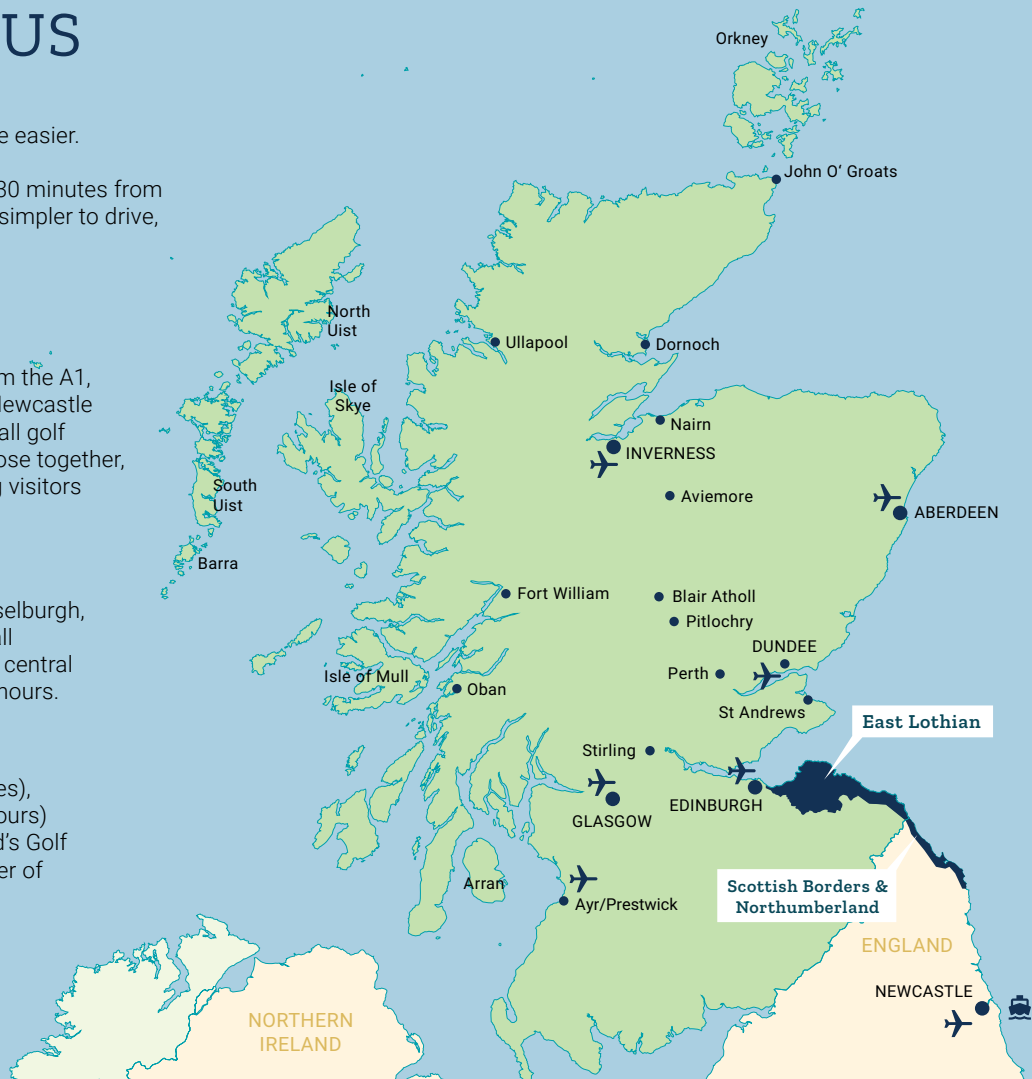 US
e easier.
30 minutes from
simpler to drive,
m the A1,
Newcastle
all golf
ose together,
g visitors
selburgh,
all
central
hours.
es),
ours)
d's Golf
er of
Orkney
John O' Groats
North
Uist
Ullapool
Dornoch
Isle of
Skye
Nairn
INVERNESS
South
Uist
Aviemore
ABERDEEN
Barra
Fort William
Blair Atholl
Pitlochry
DUNDEE
Isle of Mull
Perth
Oban
St Andrews
East Lothian
Stirling
EDINBURGH
GLASGOW
Arran
Scottish Borders &
Northumberland
Ayr/Prestwick
ENGLAND
NEWCASTLE
NORTHERN
IRELAND